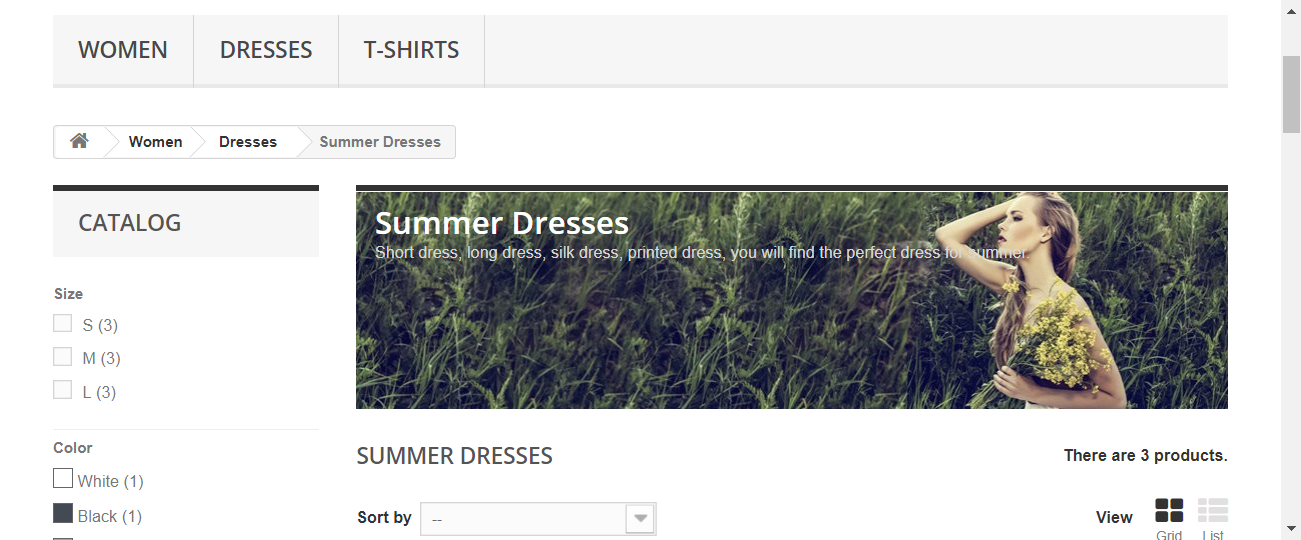 WOMEN DRESSES T-SHIRTS
Women Dresses Summer Dresses
CATALOG
Size
S (3)
M (3)
L (3)
Color
White (1)
Black (1)
Summer Dresses
Short dress, long dress, silk dress, printed dress, you will find the perfect dress for summer.
SUMMER DRESSES There are 3 products.
Sort by -- View
Grid List